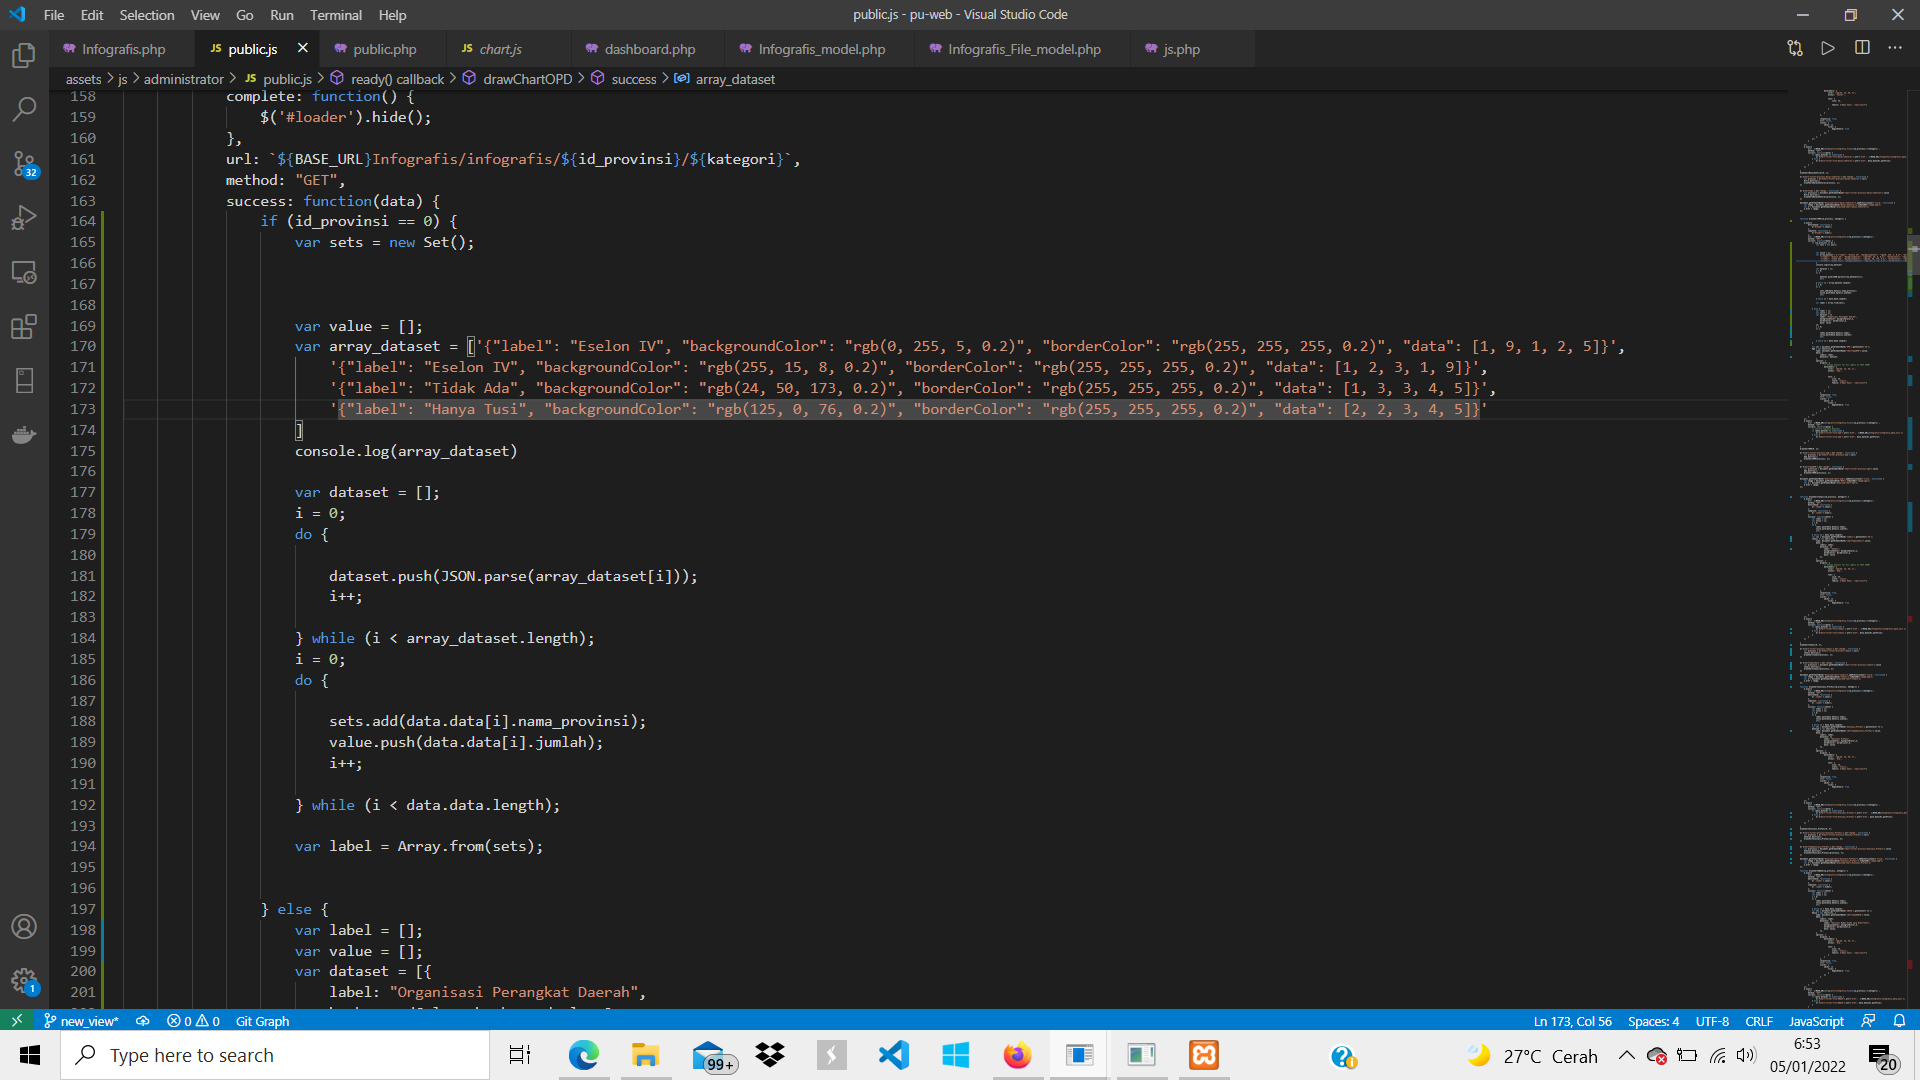 File Edit Selection View Go Run Terminal Help
public.js - pu-web - Visual Studio Code
Infografis.php
JS public.js
public.php
JS chart.js
dashboard.php
Infografis_model.php
Infografis_File_model.php
js.php
assets > js > administrator > JS public.js > ready() callback > drawChartOPD > success > array_dataset
158 complete: function() {
159 $('#loader').hide();
160 },
161 url: `${BASE_URL}Infografis/infografis/${id_provinsi}/${kategori}`,
162 method: "GET",
163 success: function(data) {
164 if (id_provinsi == 0) {
165 var sets = new Set();
166
167
168
169 var value = [];
170 var array_dataset = ['{"label": "Eselon IV", "backgroundColor": "rgb(0, 255, 5, 0.2)", "borderColor": "rgb(255, 255, 255, 0.2)", "data": [1, 9, 1, 2, 5]}',
171 '{"label": "Eselon IV", "backgroundColor": "rgb(255, 15, 8, 0.2)", "borderColor": "rgb(255, 255, 255, 0.2)", "data": [1, 2, 3, 1, 9]}',
172 '{"label": "Tidak Ada", "backgroundColor": "rgb(24, 50, 173, 0.2)", "borderColor": "rgb(255, 255, 255, 0.2)", "data": [1, 3, 3, 4, 5]}',
173 '{"label": "Hanya Tusi", "backgroundColor": "rgb(125, 0, 76, 0.2)", "borderColor": "rgb(255, 255, 255, 0.2)", "data": [2, 2, 3, 4, 5]}'
174 ]
175 console.log(array_dataset)
176
177 var dataset = [];
178 i = 0;
179 do {
180
181 dataset.push(JSON.parse(array_dataset[i]));
182 i++;
183
184 } while (i < array_dataset.length);
185 i = 0;
186 do {
187
188 sets.add(data.data[i].nama_provinsi);
189 value.push(data.data[i].jumlah);
190 i++;
191
192 } while (i < data.data.length);
193
194 var label = Array.from(sets);
195
196
197 } else {
198 var label = [];
199 var value = [];
200 var dataset = [{
201 label: "Organisasi Perangkat Daerah",
32
1
new_view* 0 0 Git Graph
Ln 173, Col 56 Spaces: 4 UTF-8 CRLF JavaScript
Type here to search
99+
27°C Cerah
6:53
05/01/2022
20